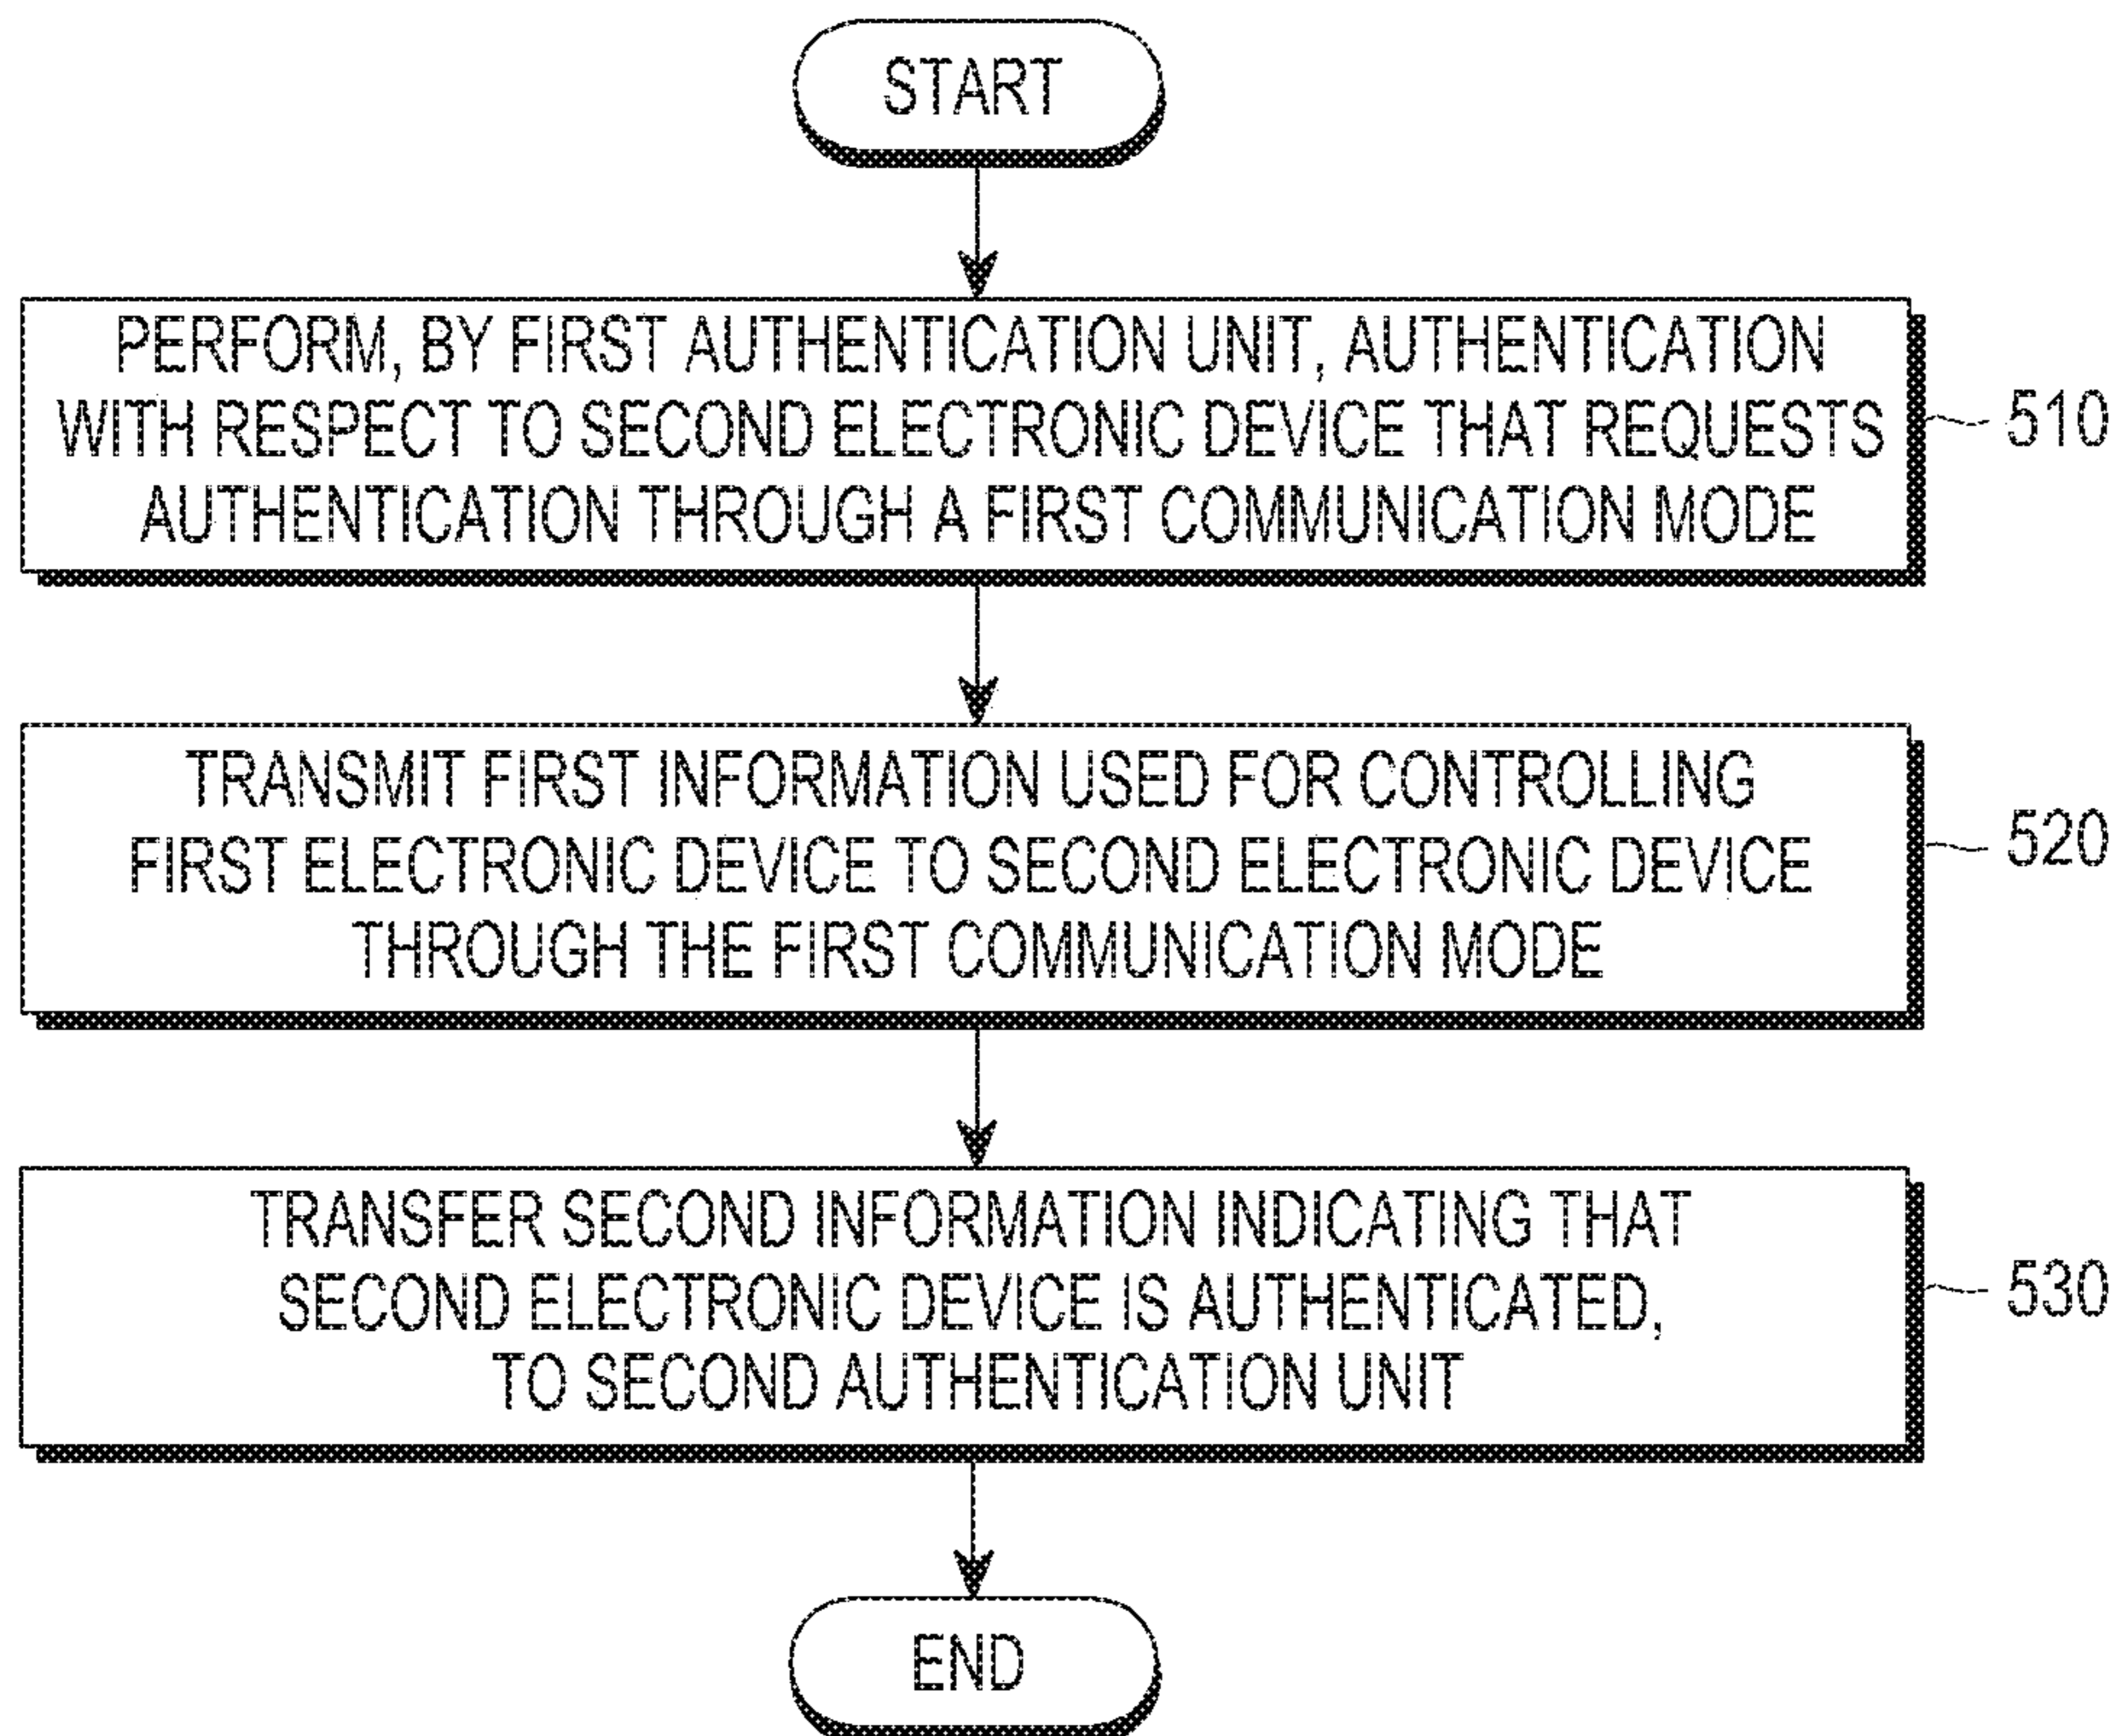 START
PERFORM, BY FIRST AUTHENTICATION UNIT, AUTHENTICATION
WITH RESPECT TO SECOND ELECTRONIC DEVICE THAT REQUESTS
AUTHENTICATION THROUGH A FIRST COMMUNICATION MODE
510
TRANSMIT FIRST INFORMATION USED FOR CONTROLLING
FIRST ELECTRONIC DEVICE TO SECOND ELECTRONIC DEVICE
THROUGH THE FIRST COMMUNICATION MODE
520
TRANSFER SECOND INFORMATION INDICATING THAT
SECOND ELECTRONIC DEVICE IS AUTHENTICATED,
TO SECOND AUTHENTICATION UNIT
530
END